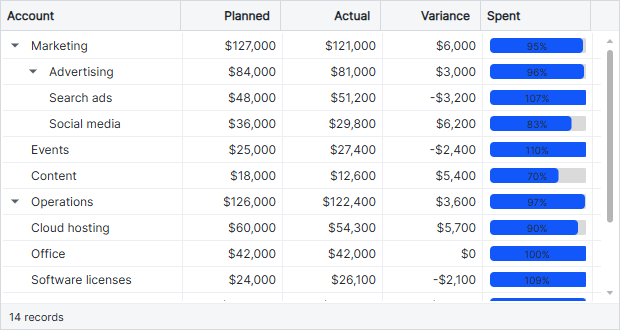 Account Planned Actual Variance Spent
Marketing $127,000 $121,000 $6,000 95%
Advertising $84,000 $81,000 $3,000 96%
Search ads $48,000 $51,200 -$3,200 107%
Social media $36,000 $29,800 $6,200 83%
Events $25,000 $27,400 -$2,400 110%
Content $18,000 $12,600 $5,400 70%
Operations $126,000 $122,400 $3,600 97%
Cloud hosting $60,000 $54,300 $5,700 90%
Office $42,000 $42,000 $0 100%
Software licenses $24,000 $26,100 -$2,100 109%
14 records